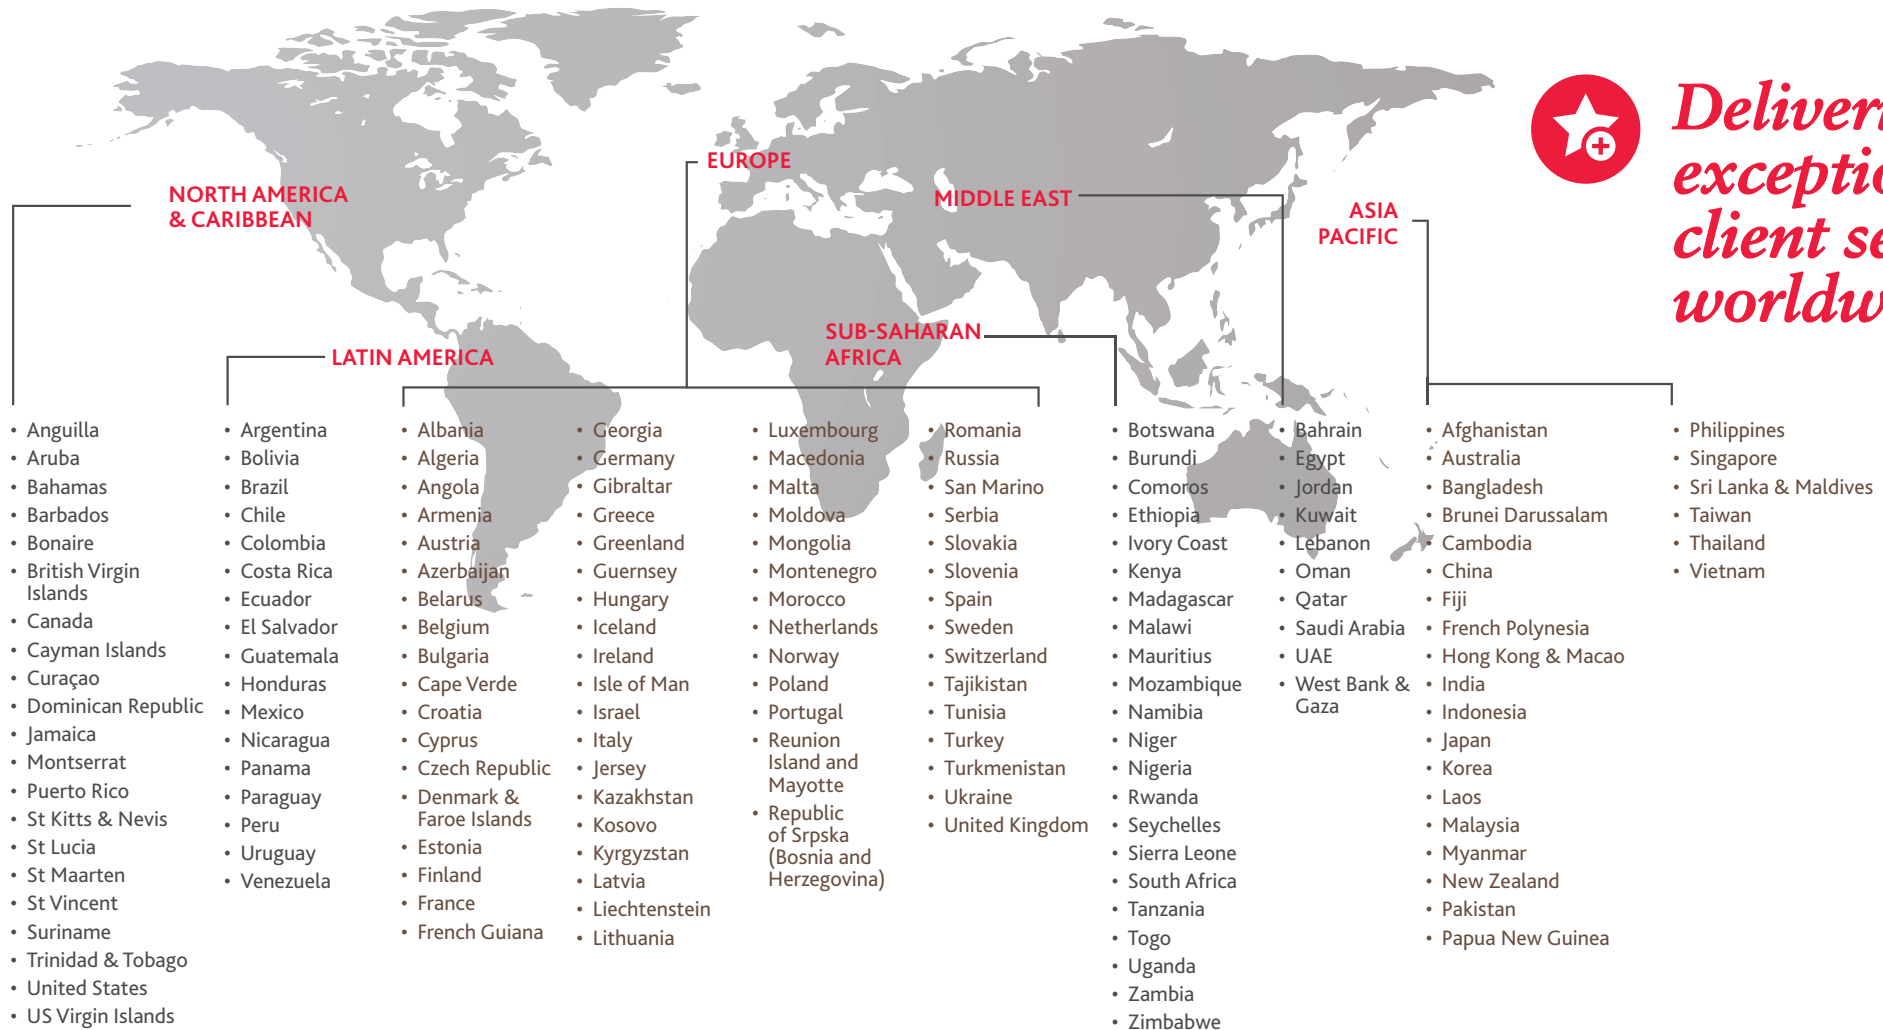 Deliveri
exceptio
client se
worldw
NORTH AMERICA
& CARIBBEAN
• Anguilla
• Aruba
• Bahamas
• Barbados
• Bonaire
• British Virgin
Islands
• Canada
• Cayman Islands
• Curaçao
• Dominican Republic
• Jamaica
• Montserrat
• Puerto Rico
• St Kitts & Nevis
• St Lucia
• St Maarten
• St Vincent
• Suriname
• Trinidad & Tobago
• United States
• US Virgin Islands
LATIN AMERICA
• Argentina
• Bolivia
• Brazil
• Chile
• Colombia
• Costa Rica
• Ecuador
• El Salvador
• Guatemala
• Honduras
• Mexico
• Nicaragua
• Panama
• Paraguay
• Peru
• Uruguay
• Venezuela
EUROPE
• Albania
• Algeria
• Angola
• Armenia
• Austria
• Azerbaijan
• Belarus
• Belgium
• Bulgaria
• Cape Verde
• Croatia
• Cyprus
• Czech Republic
• Denmark &
Faroe Islands
• Estonia
• Finland
• France
• French Guiana
• Georgia
• Germany
• Gibraltar
• Greece
• Greenland
• Guernsey
• Hungary
• Iceland
• Ireland
• Isle of Man
• Israel
• Italy
• Jersey
• Kazakhstan
• Kosovo
• Kyrgyzstan
• Latvia
• Liechtenstein
• Lithuania
• Luxembourg
• Macedonia
• Malta
• Moldova
• Mongolia
• Montenegro
• Morocco
• Netherlands
• Norway
• Poland
• Portugal
• Reunion
Island and
Mayotte
• Republic
of Srpska
(Bosnia and
Herzegovina)
• Romania
• Russia
• San Marino
• Serbia
• Slovakia
• Slovenia
• Spain
• Sweden
• Switzerland
• Tajikistan
• Tunisia
• Turkey
• Turkmenistan
• Ukraine
• United Kingdom
SUB-SAHARAN
AFRICA
• Botswana
• Burundi
• Comoros
• Ethiopia
• Ivory Coast
• Kenya
• Madagascar
• Malawi
• Mauritius
• Mozambique
• Namibia
• Niger
• Nigeria
• Rwanda
• Seychelles
• Sierra Leone
• South Africa
• Tanzania
• Togo
• Uganda
• Zambia
• Zimbabwe
MIDDLE EAST
• Bahrain
• Egypt
• Jordan
• Kuwait
• Lebanon
• Oman
• Qatar
• Saudi Arabia
• UAE
• West Bank &
Gaza
ASIA
PACIFIC
• Afghanistan
• Australia
• Bangladesh
• Brunei Darussalam
• Cambodia
• China
• Fiji
• French Polynesia
• Hong Kong & Macao
• India
• Indonesia
• Japan
• Korea
• Laos
• Malaysia
• Myanmar
• New Zealand
• Pakistan
• Papua New Guinea
• Philippines
• Singapore
• Sri Lanka & Maldives
• Taiwan
• Thailand
• Vietnam